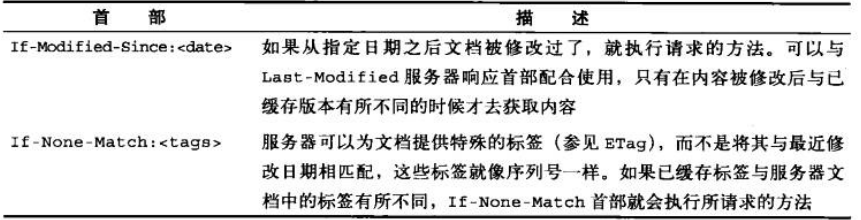 首 部 描 述
If-Modified-Since:<date> 如果从指定日期之后文档被修改过了，就执行请求的方法。可以与
Last-Modified 服务器响应首部配合使用，只有在内容被修改后与已
缓存版本有所不同的时候才去获取内容
If-None-Match:<tags> 服务器可以为文档提供特殊的标签（参见 ETag），而不是将其与最近修
改日期相匹配，这些标签就像序列号一样。如果已缓存标签与服务器文
档中的标签有所不同，If-None-Match 首部就会执行所请求的方法